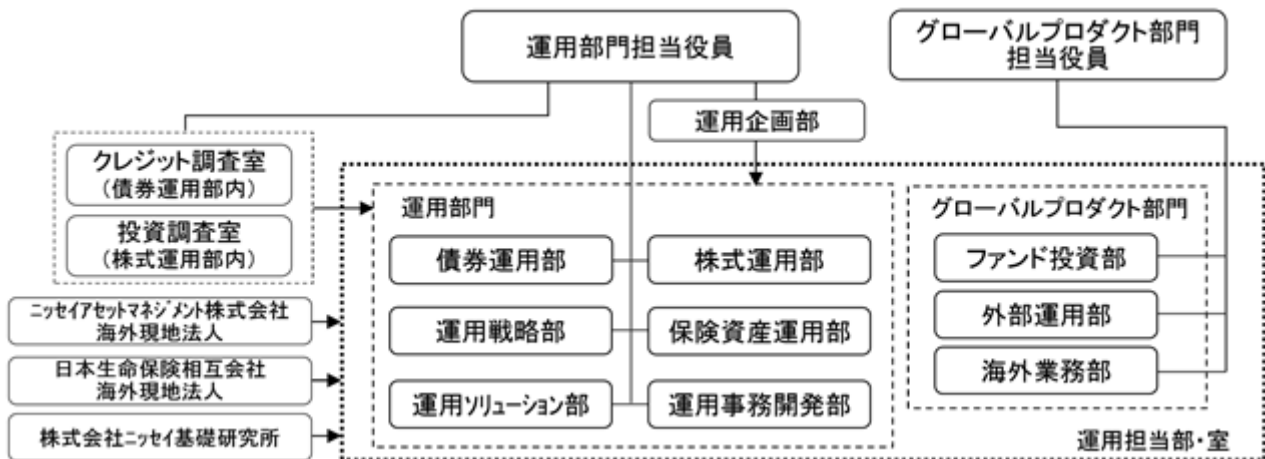 運用部門担当役員
グローバルプロダクト部門
担当役員
運用企画部
クレジット調査室
（債券運用部内）
投資調査室
（株式運用部内）
運用部門
債券運用部
株式運用部
運用戦略部
保険資産運用部
運用ソリューション部
運用事務開発部
グローバルプロダクト部門
ファンド投資部
外部運用部
海外業務部
ニッセイアセットマネジメント株式会社
海外現地法人
日本生命保険相互会社
海外現地法人
株式会社ニッセイ基礎研究所
運用担当部・室